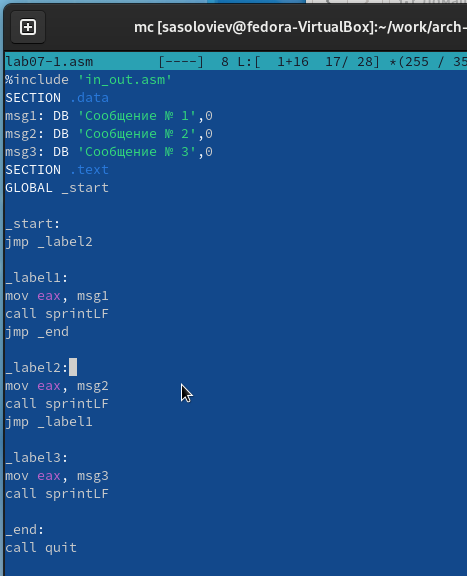 mc [sasoloviev@fedora-VirtualBox]:~/work/arch-
lab07-1.asm [----] 8 L:[ 1+16 17/ 28] *(255 / 35
%include 'in_out.asm'
SECTION .data
msg1: DB 'Сообщение № 1',0
msg2: DB 'Сообщение № 2',0
msg3: DB 'Сообщение № 3',0
SECTION .text
GLOBAL _start
_start:
jmp _label2
_label1:
mov eax, msg1
call sprintLF
jmp _end
_label2:
mov eax, msg2
call sprintLF
jmp _label1
_label3:
mov eax, msg3
call sprintLF
_end:
call quit